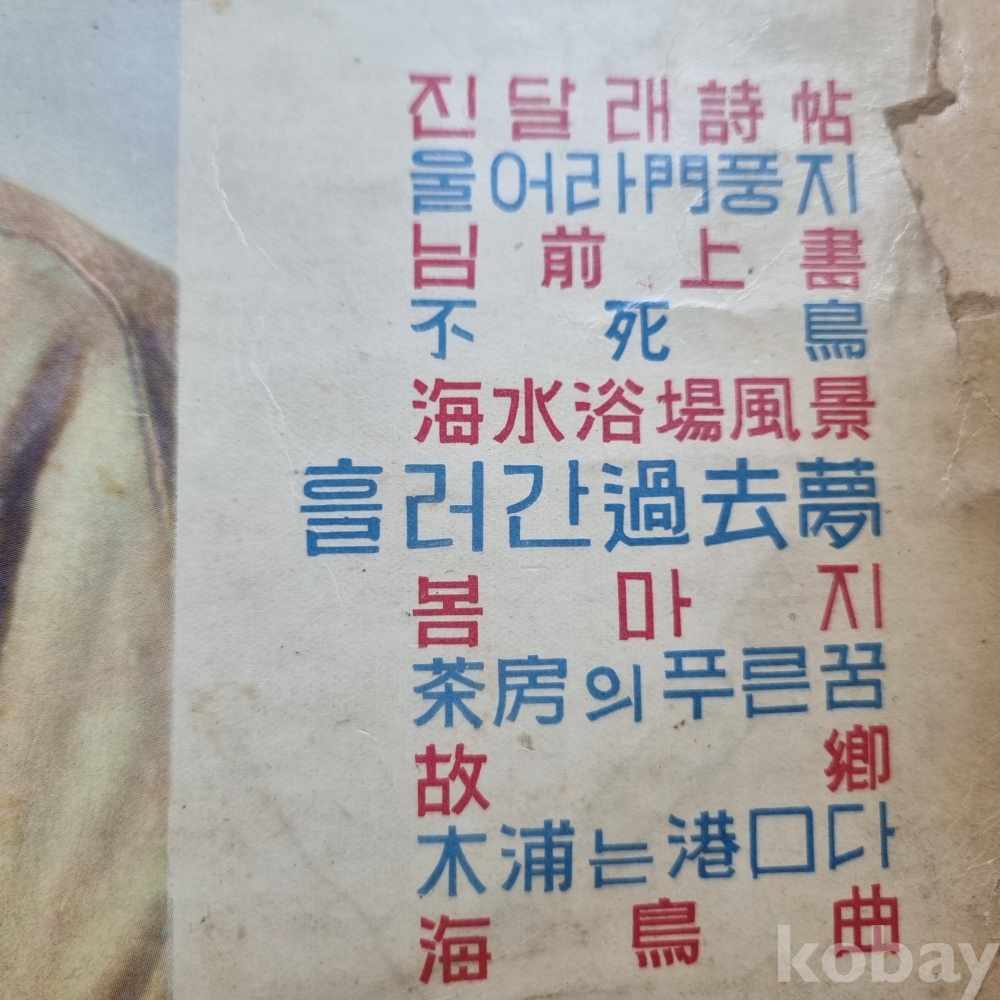 진달래詩帖
울어라門풍지
님前上書
不死鳥
海水浴場風景
흘러간過去夢
봄마지
茶房의푸른꿈
故鄕
木浦는港口다
海鳥曲
kobay